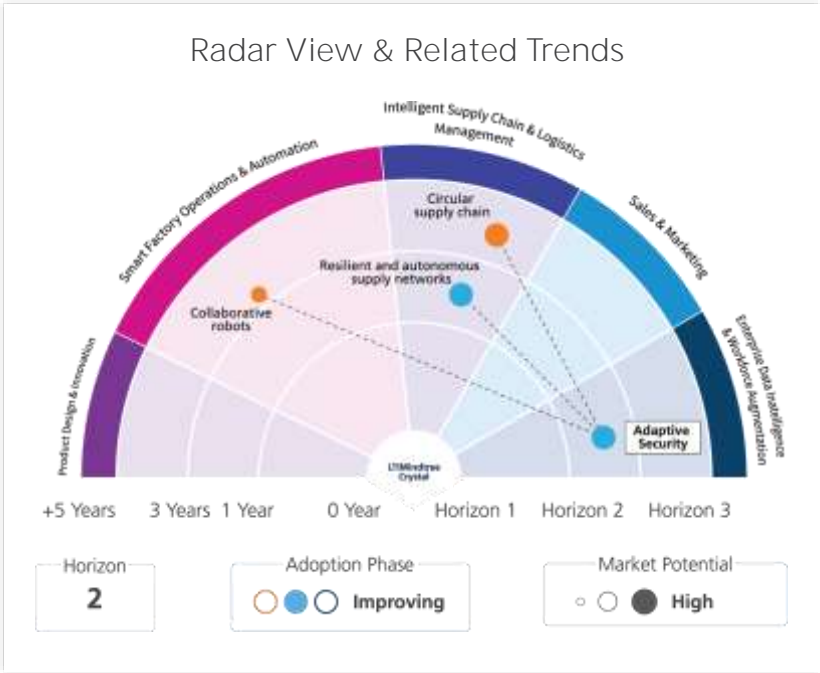 Radar View & Related Trends
Intelligent Supply Chain & Logistics
Management
Smart Factory Operations & Automation
Sales & Marketing
Circular
supply chain
Resilient and autonomous
supply networks
Collaborative
robots
Product Design & Innovation
Enterprise Data Inatelligence
& Workforce Augmentation
Adaptive
Security
LTIMindtree
Crystal
+5 Years 3 Years 1 Year 0 Year Horizon 1 Horizon 2 Horizon 3
Horizon
2
Adoption Phase
Improving
Market Potential
High